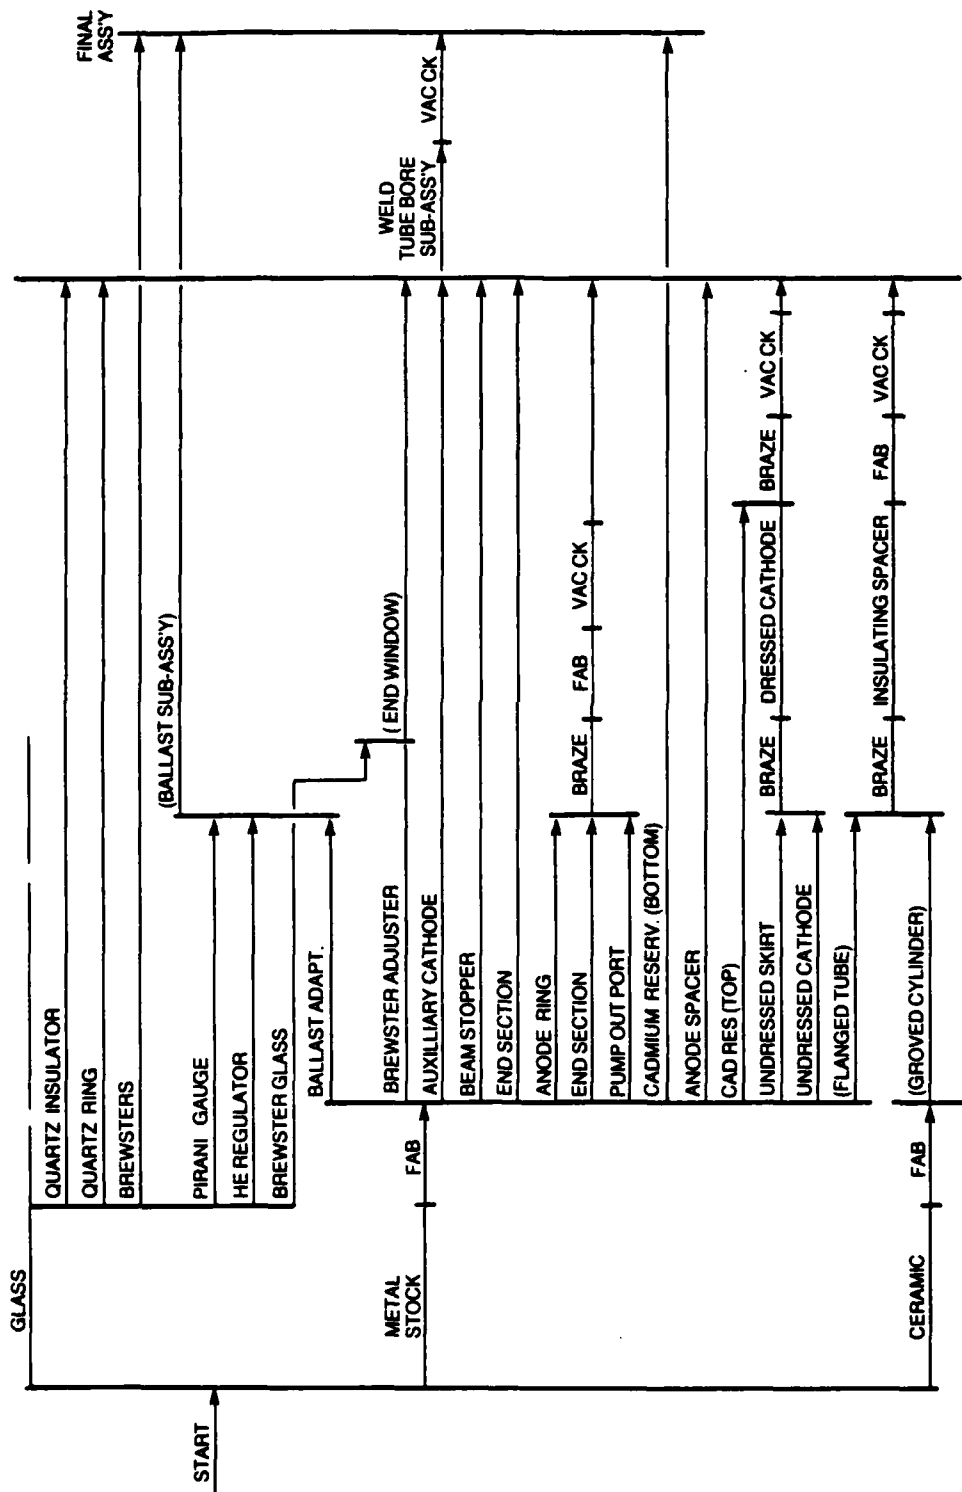 START
GLASS
METAL
STOCK
CERAMIC
FAB
FAB
QUARTZ INSULATOR
QUARTZ RING
BREWSTERS
PIRANI GAUGE
HE REGULATOR
BREWSTER GLASS
BALLAST ADAPT.
BREWSTER ADJUSTER
AUXILLIARY CATHODE
BEAM STOPPER
END SECTION
ANODE RING
END SECTION
PUMP OUT PORT
CADMIUM RESERV. (BOTTOM)
ANODE SPACER
CAD RES (TOP)
UNDRESSED SKIRT
UNDRESSED CATHODE
(FLANGED TUBE)
(GROVED CYLINDER)
(BALLAST SUB-ASS'Y)
(END WINDOW)
BRAZE FAB VAC CK
BRAZE DRESSED CATHODE BRAZE VAC CK
BRAZE INSULATING SPACER FAB VAC CK
WELD
TUBE BORE
SUB-ASS'Y
VAC CK
FINAL
ASS'Y